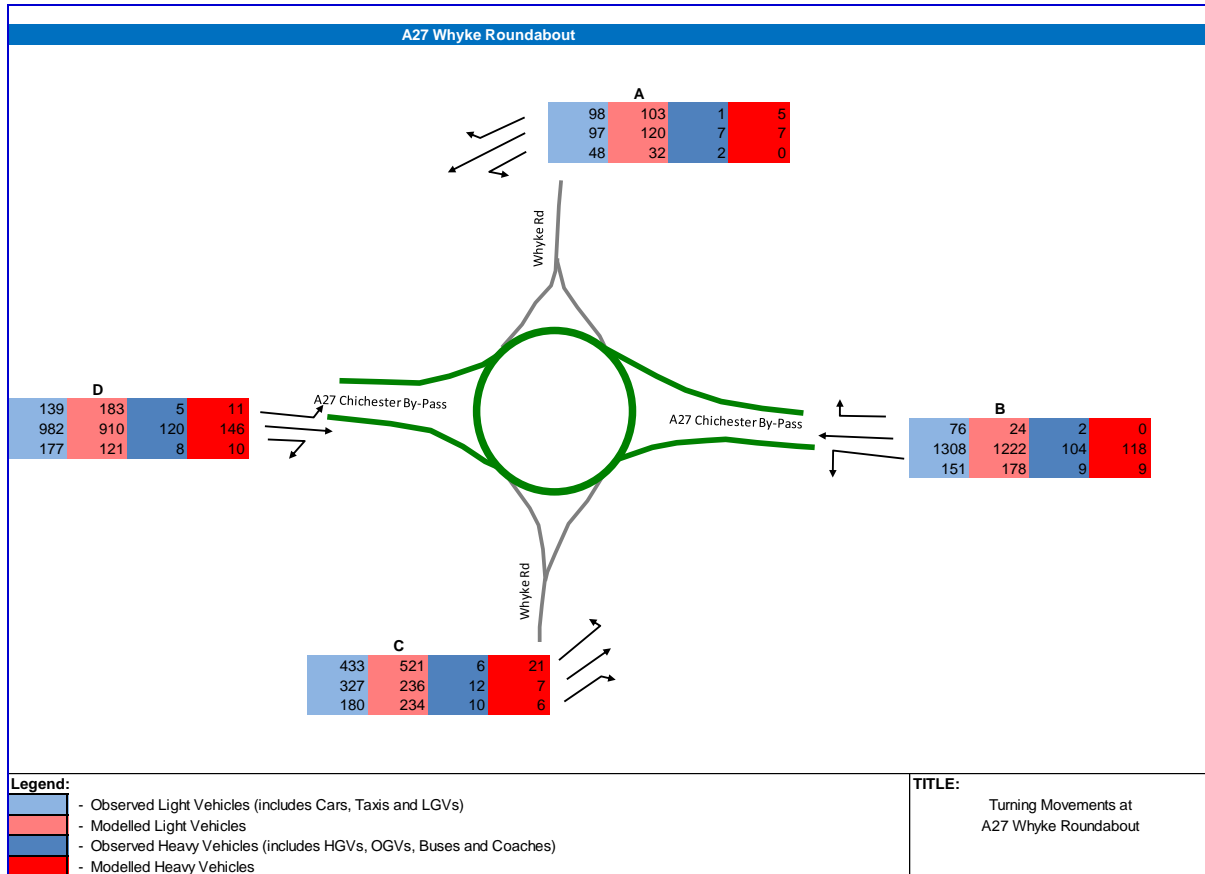 A27 Whyke Roundabout
A
98 103 1 5
97 120 7 7
48 32 2 0
Whyke Rd
D
139 183 5 11
982 910 120 146
177 121 8 10
A27 Chichester By-Pass
A27 Chichester By-Pass
B
76 24 2 0
1308 1222 104 118
151 178 9 9
Whyke Rd
C
433 521 6 21
327 236 12 7
180 234 10 6
Legend:
- Observed Light Vehicles (includes Cars, Taxis and LGVs)
- Modelled Light Vehicles
- Observed Heavy Vehicles (includes HGVs, OGVs, Buses and Coaches)
- Modelled Heavy Vehicles
TITLE:
Turning Movements at
A27 Whyke Roundabout